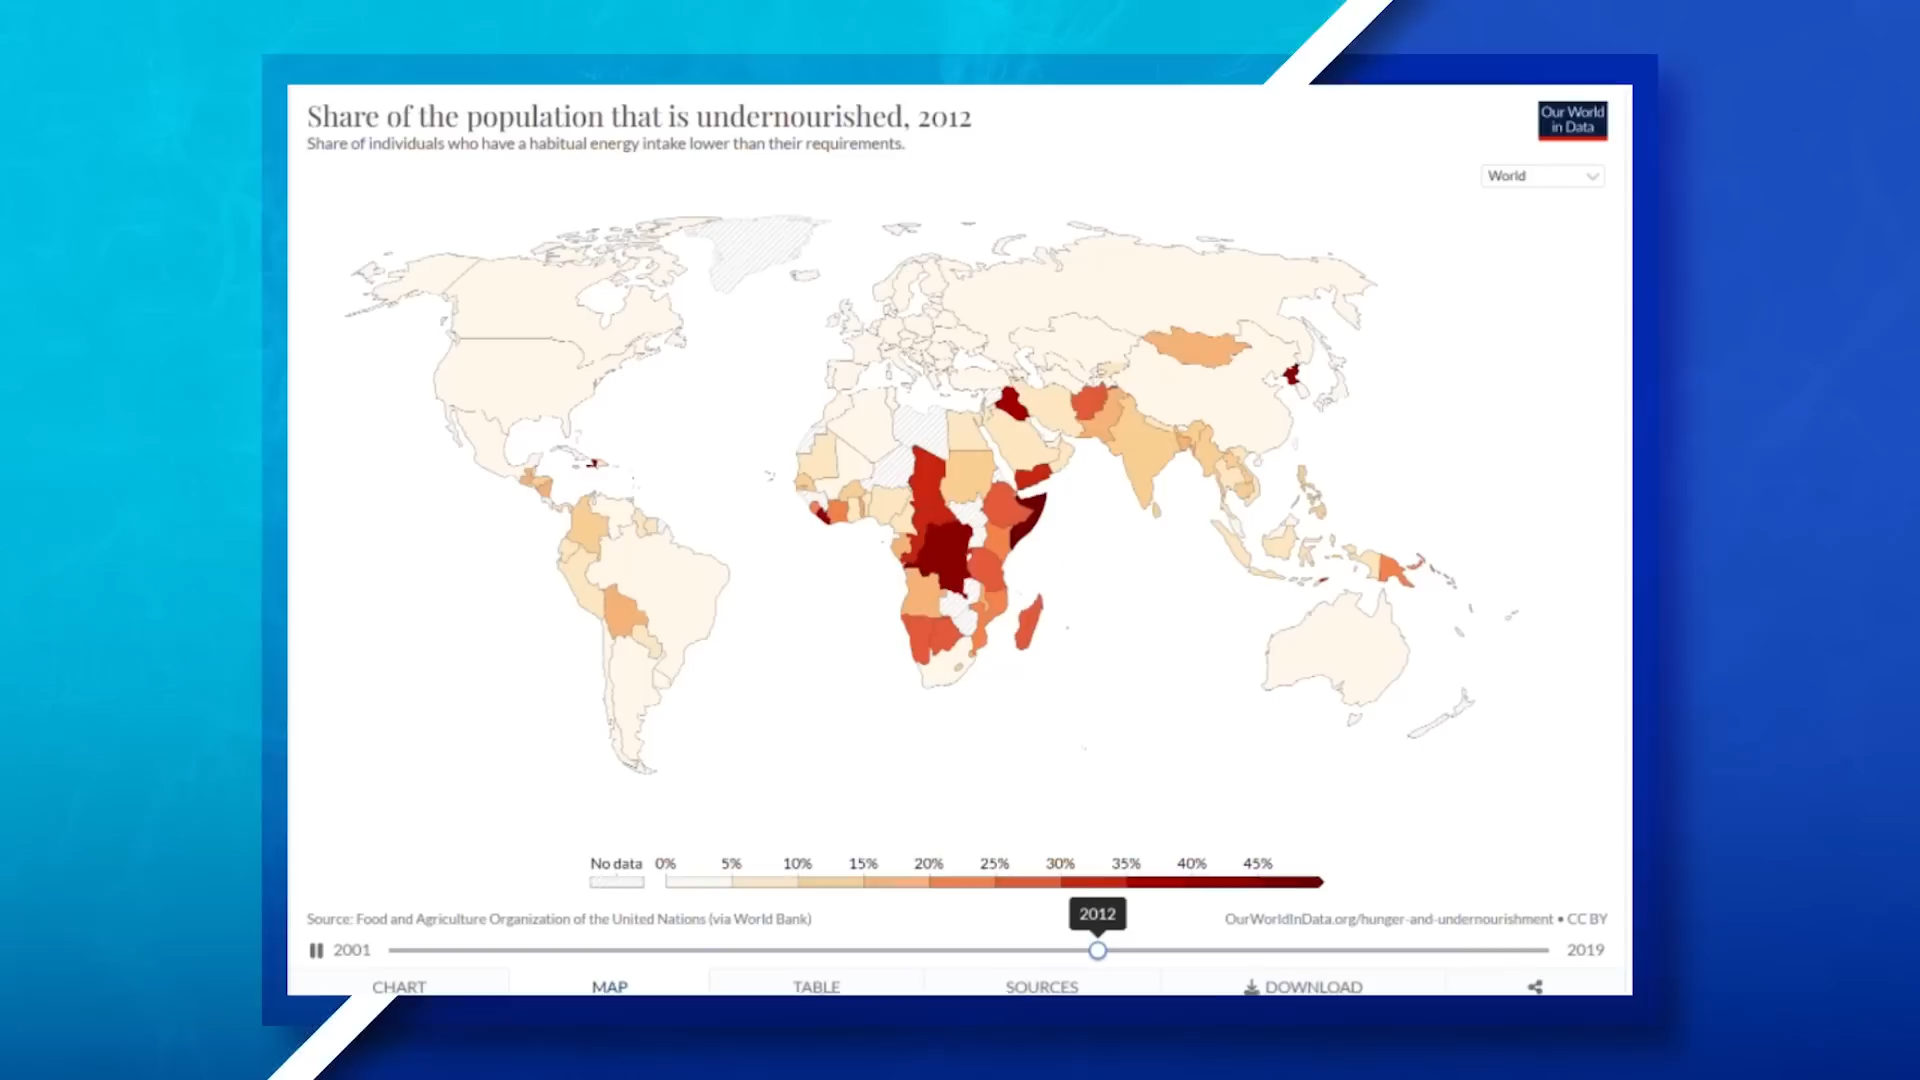 Share of the population that is undernourished, 2012
Share of individuals who have a habitual energy intake lower than their requirements.
Our World
in Data
World
No data 0% 5% 10% 15% 20% 25% 30% 35% 40% 45%
Source: Food and Agriculture Organization of the United Nations (via World Bank)
OurWorldInData.org/hunger-and-undernourishment • CC BY
2012
2001
2019
CHART MAP TABLE SOURCES DOWNLOAD